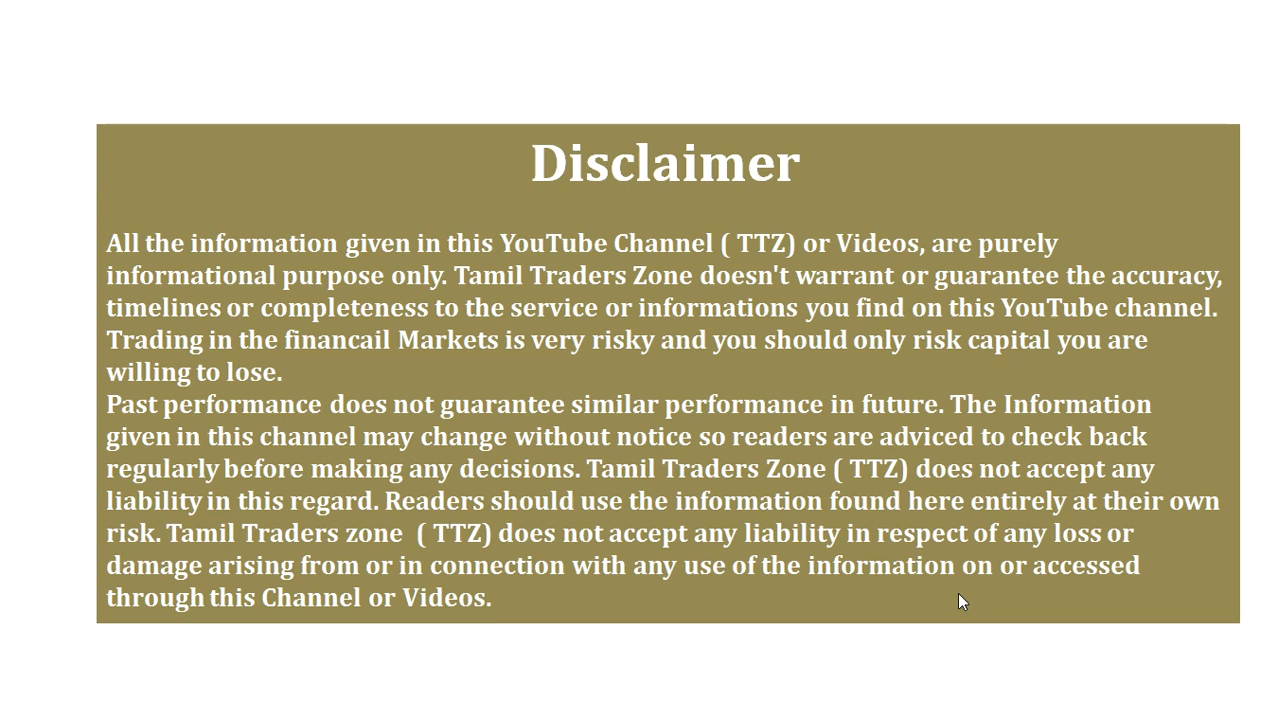 Disclaimer
All the information given in this YouTube Channel ( TTZ) or Videos, are purely
informational purpose only. Tamil Traders Zone doesn't warrant or guarantee the accuracy,
timelines or completeness to the service or informations you find on this YouTube channel.
Trading in the financail Markets is very risky and you should only risk capital you are
willing to lose.
Past performance does not guarantee similar performance in future. The Information
given in this channel may change without notice so readers are adviced to check back
regularly before making any decisions. Tamil Traders Zone ( TTZ) does not accept any
liability in this regard. Readers should use the information found here entirely at their own
risk. Tamil Traders zone  ( TTZ) does not accept any liability in respect of any loss or
damage arising from or in connection with any use of the information on or accessed
through this Channel or Videos.